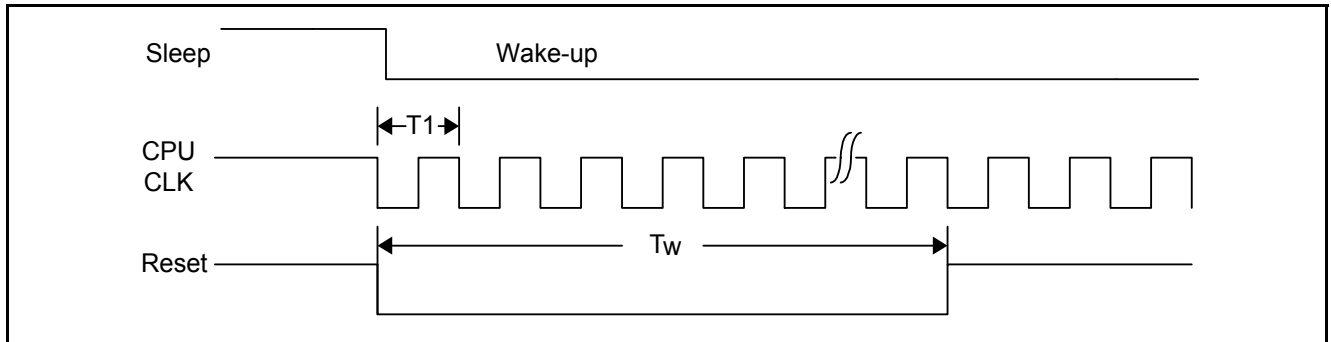 Sleep
Wake-up
T1
CPU
CLK
Tw
Reset